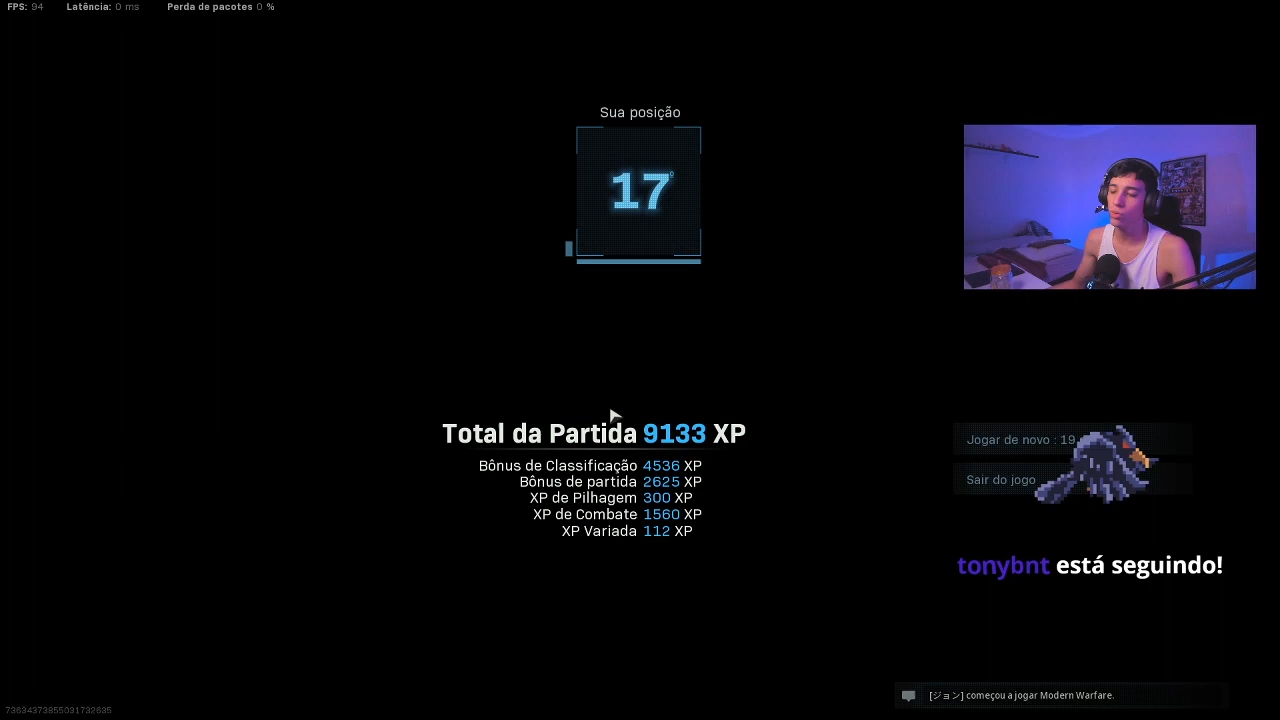 FPS: 94 Latência: 0 ms Perda de pacotes 0 %
Sua posição
17º
Total da Partida 9133 XP
Bônus de Classificação 4536 XP
Bônus de partida 2625 XP
XP de Pilhagem 300 XP
XP de Combate 1560 XP
XP Variada 112 XP
Jogar de novo : 19
Sair do jogo
tonybnt está seguindo!
[ジョン] começou a jogar Modern Warfare.
73634373855031732635